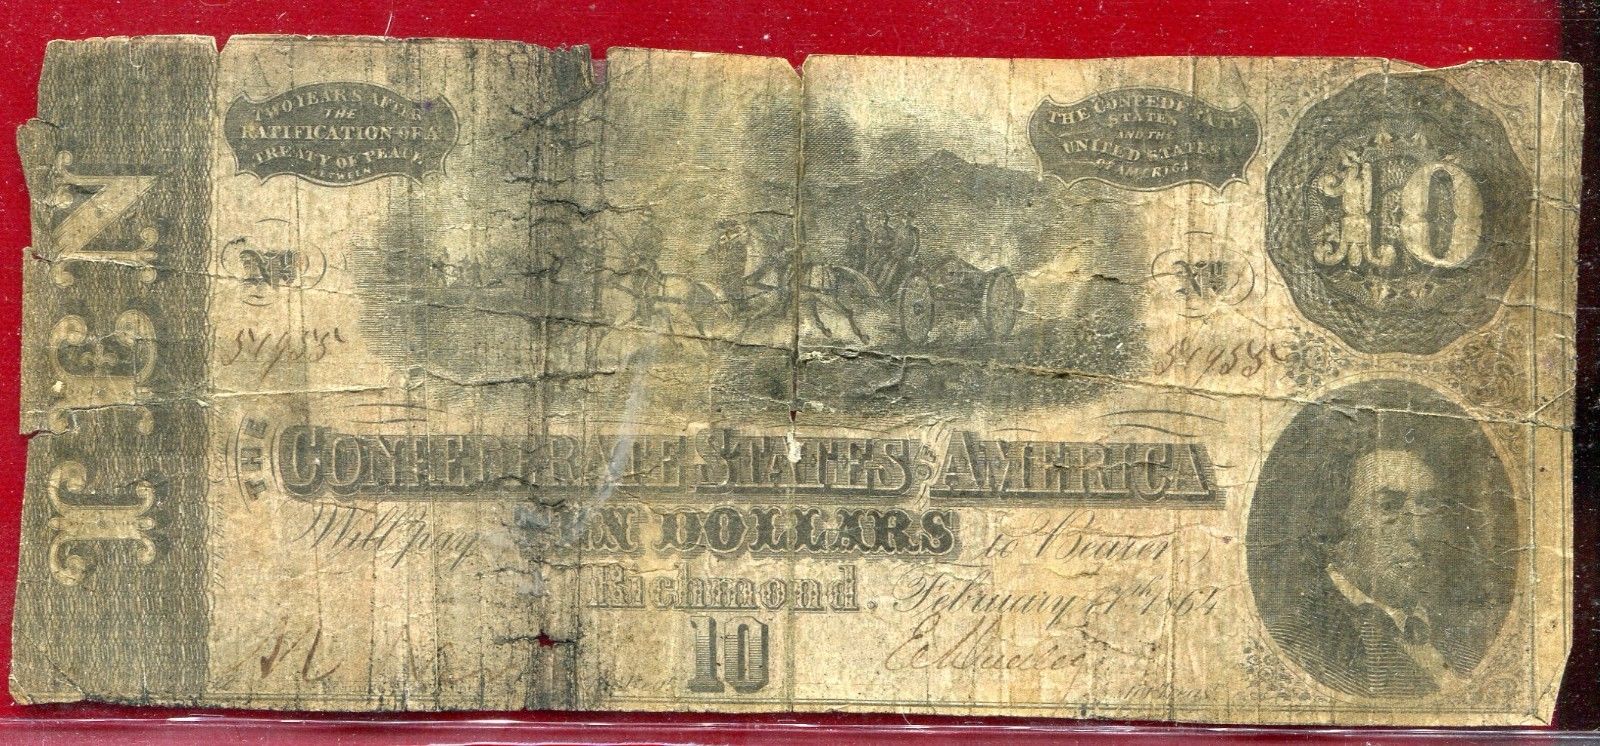 TEN
TWO YEARS AFTER
THE
RATIFICATION OF A
TREATY OF PEACE
BETWEEN
THE CONFEDERATE
STATES
AND THE
UNITED STATES
OF AMERICA
10
No
No
51955
51955
THE
CONFEDERATE STATES OF AMERICA
Will pay TEN DOLLARS to Bearer
Richmond. February 17th 1864
10